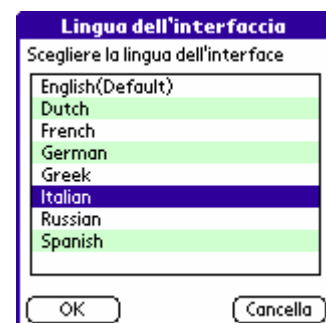 Lingua dell'interfaccia
Scegliere la lingua dell'interface
English(Default)
Dutch
French
German
Greek
Italian
Russian
Spanish
OK Cancella